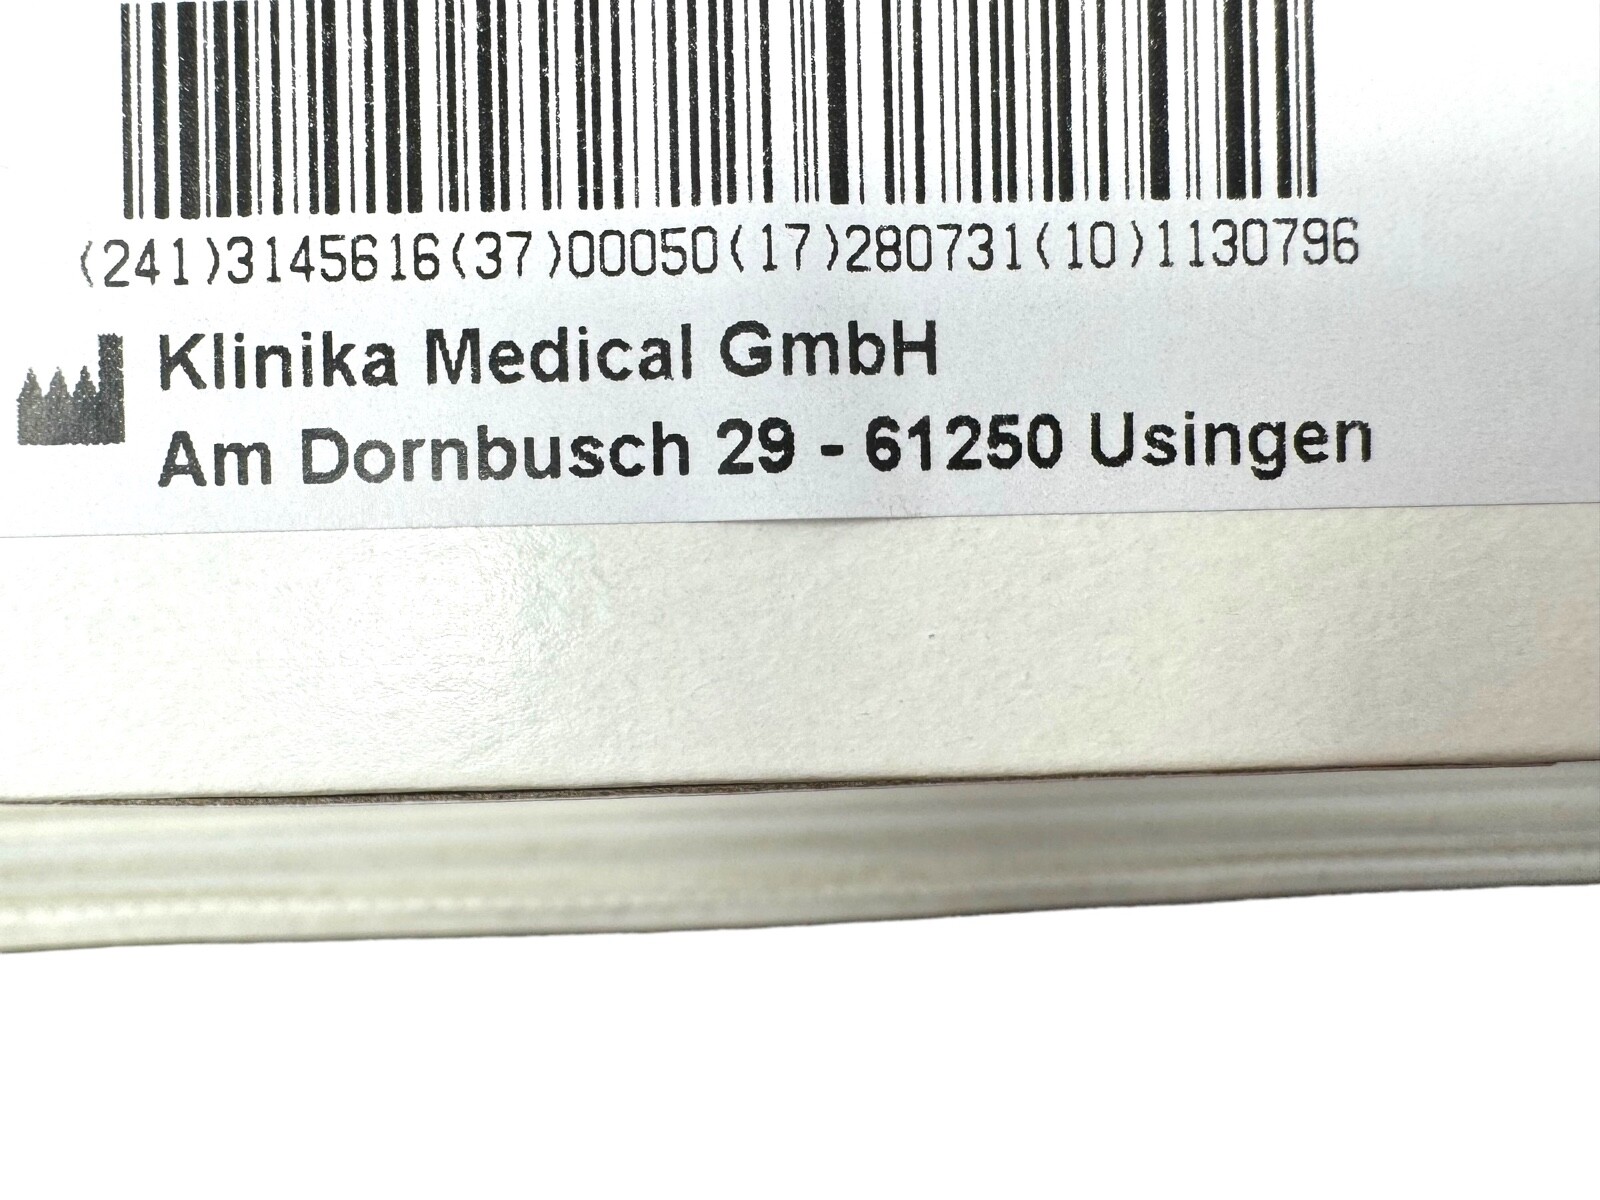 (241)3145616(37)00050(17)280731(10)1130796
Klinika Medical GmbH
Am Dornbusch 29 - 61250 Usingen